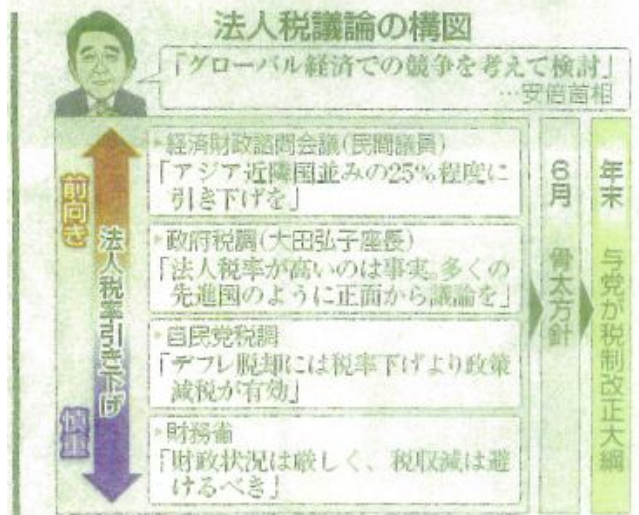 法人税議論の構図
「グローバル経済での競争を考えて検討」
…安倍首相
前向き
法人税率引き下げ
慎重
経済財政諮問会議(民間議員)
「アジア近隣国並みの25%程度に
引き下げを」
政府税調(大田弘子座長)
「法人税率が高いのは事実。多くの
先進国のように正面から議論を」
自民党税調
「デフレ脱却には税率下げより政策
減税が有効」
財務省
「財政状況は厳しく、税収減は避
けるべき」
6月 骨太方針
年末 与党が税制改正大綱